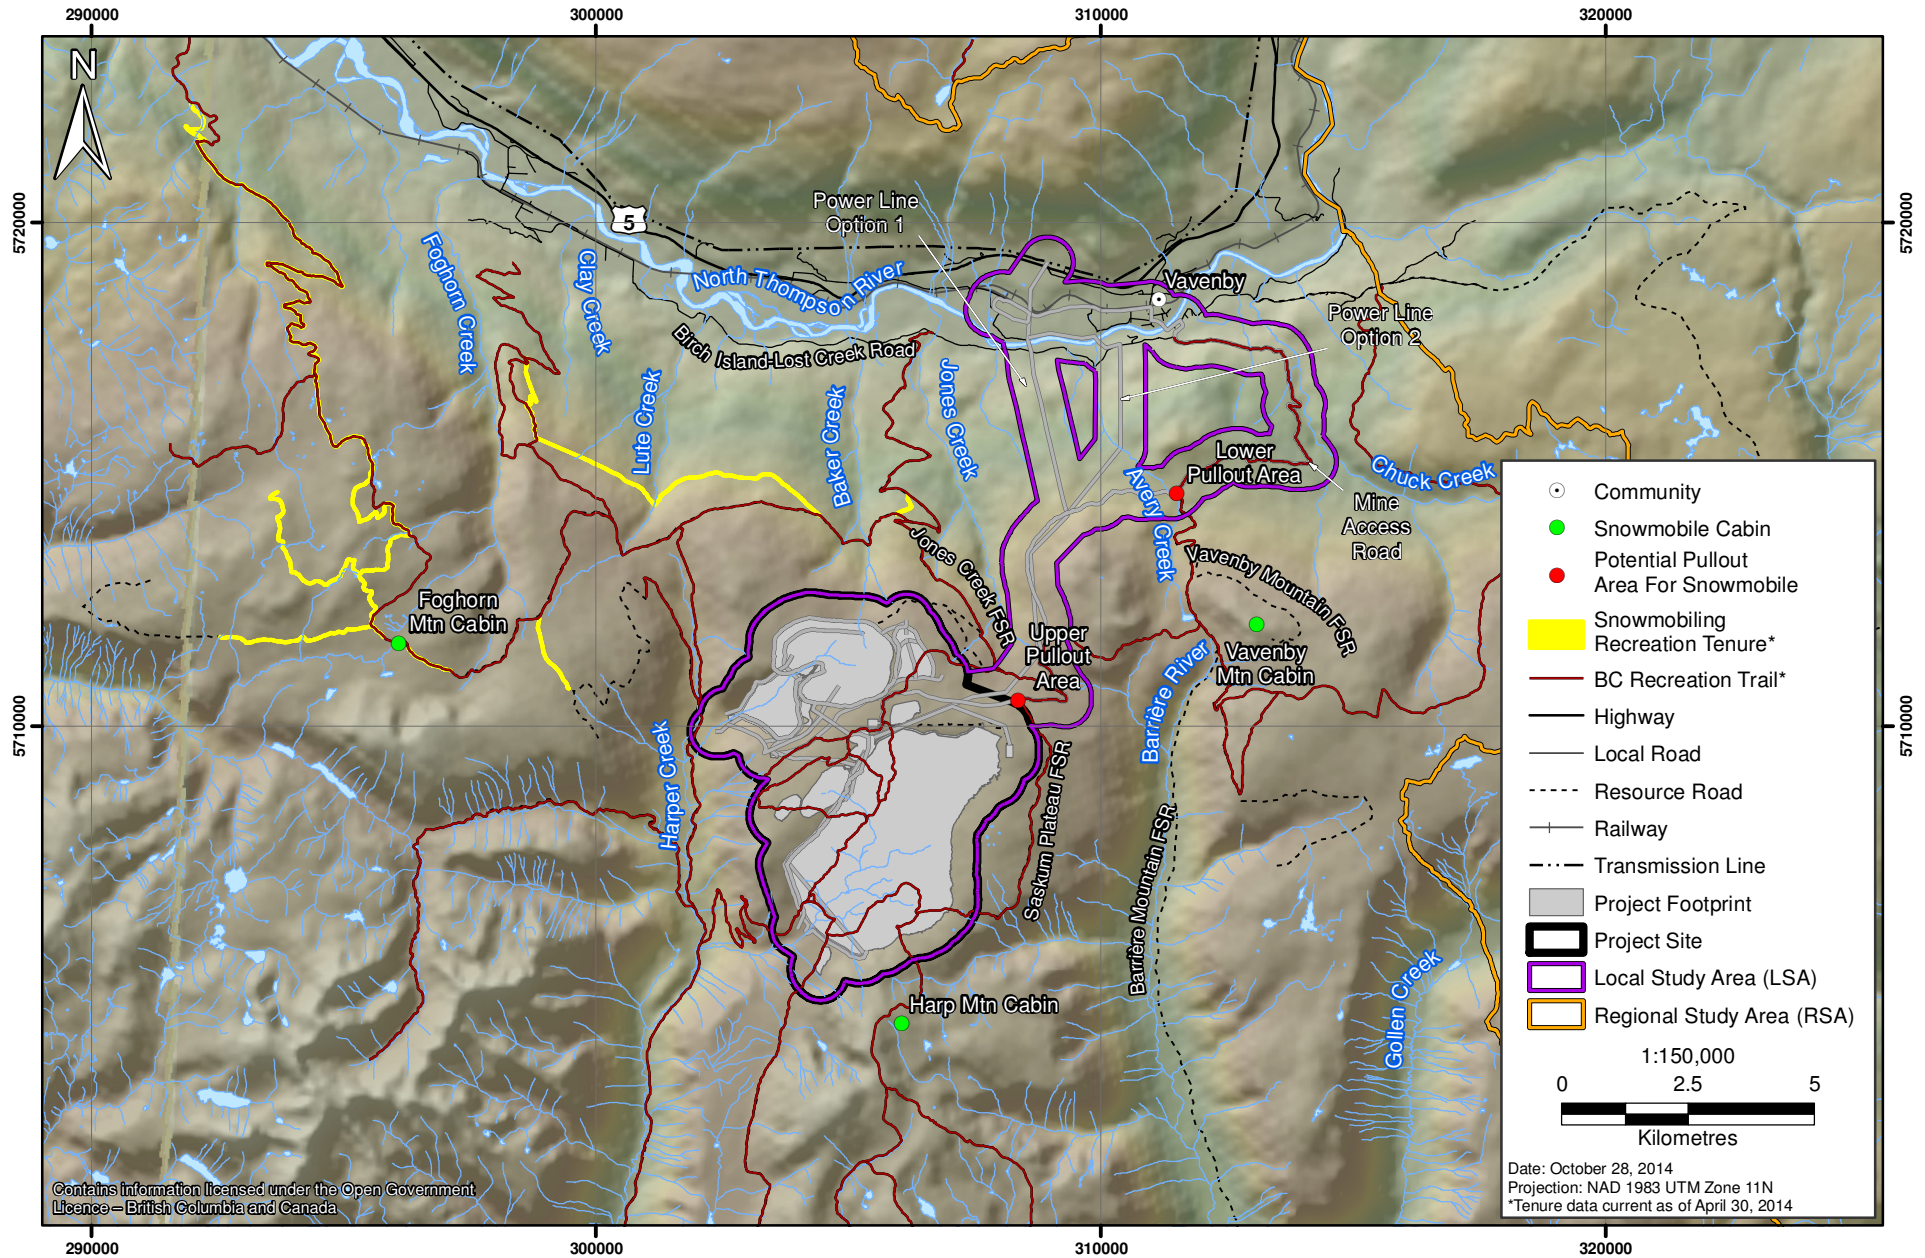 290000
300000
310000
320000
N
5720000
5720000
5710000
5710000
5
Power Line
Option 1
Foghorn Creek
Clay Creek
North Thompson River
Vavenby
Power Line
Option 2
Birch Island-Lost Creek Road
Lute Creek
Baker Creek
Jones Creek
Avery Creek
Lower
Pullout Area
Chuck Creek
Mine
Access
Road
Jones Creek FSR
Vavenby Mountain FSR
Foghorn
Mtn Cabin
Upper
Pullout
Area
Vavenby
Mtn Cabin
Barrière River
Harper Creek
Saskum Plateau FSR
Barrière Mountain FSR
Harp Mtn Cabin
Gollen Creek
Community
Snowmobile Cabin
Potential Pullout
Area For Snowmobile
Snowmobiling
Recreation Tenure*
BC Recreation Trail*
Highway
Local Road
Resource Road
Railway
Transmission Line
Project Footprint
Project Site
Local Study Area (LSA)
Regional Study Area (RSA)
1:150,000
0 2.5 5
Kilometres
Date: October 28, 2014
Projection: NAD 1983 UTM Zone 11N
*Tenure data current as of April 30, 2014
Contains information licensed under the Open Government
Licence – British Columbia and Canada
290000
300000
310000
320000